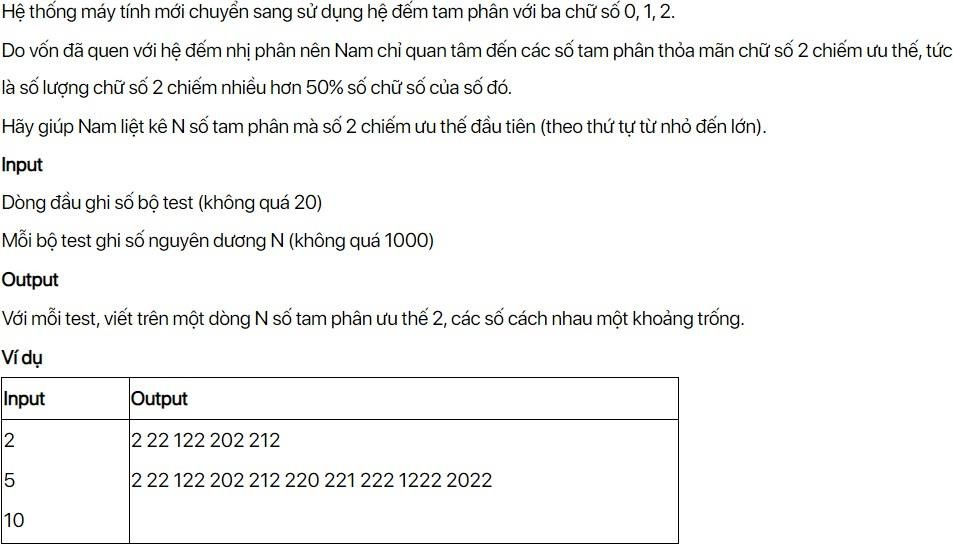 Hệ thống máy tính mới chuyển sang sử dụng hệ đếm tam phân với ba chữ số 0, 1, 2.
Do vốn đã quen với hệ đếm nhị phân nên Nam chỉ quan tâm đến các số tam phân thỏa mãn chữ số 2 chiếm ưu thế, tức
là số lượng chữ số 2 chiếm nhiều hơn 50% số chữ số của số đó.
Hãy giúp Nam liệt kê N số tam phân mà số 2 chiếm ưu thế đầu tiên (theo thứ tự từ nhỏ đến lớn).
Input
Dòng đầu ghi số bộ test (không quá 20)
Mỗi bộ test ghi số nguyên dương N (không quá 1000)
Output
Với mỗi test, viết trên một dòng N số tam phân ưu thế 2, các số cách nhau một khoảng trống.
Ví dụ
Input Output
2 2 22 122 202 212
5 2 22 122 202 212 220 221 222 1222 2022
10